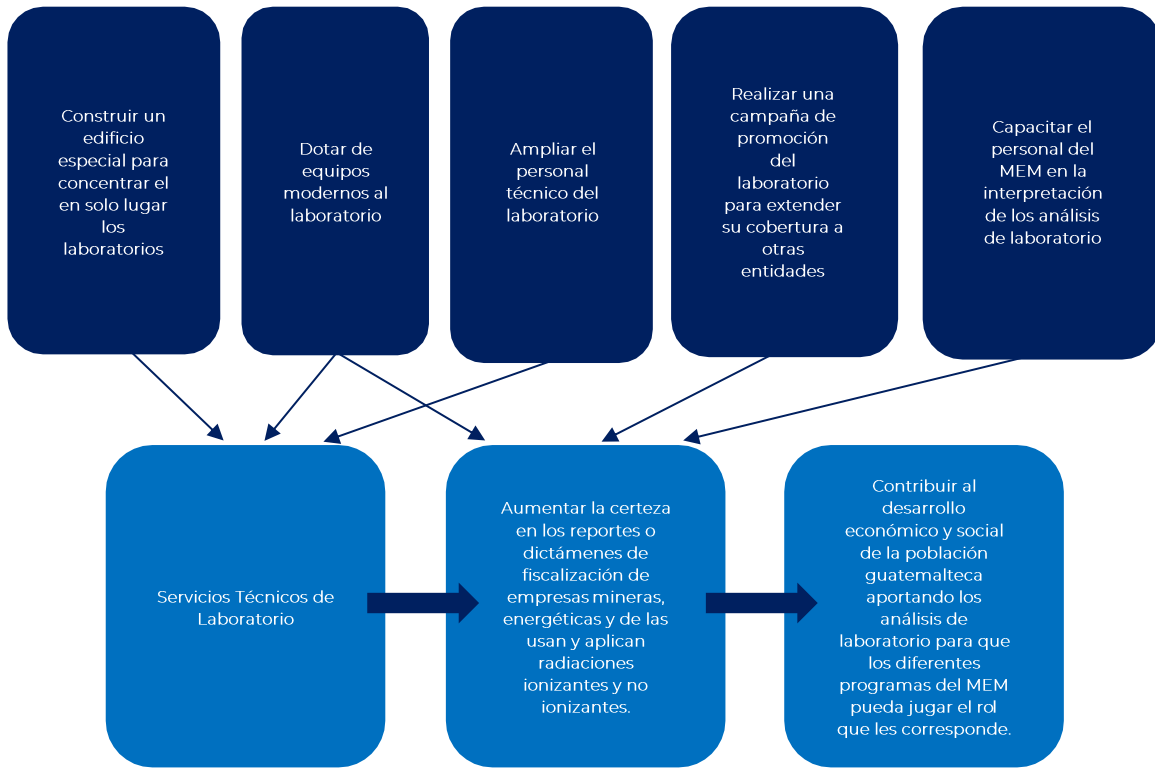 Construir un
edificio
especial para
concentrar el
en solo lugar
los
laboratorios
Dotar de
equipos
modernos al
laboratorio
Ampliar el
personal
técnico del
laboratorio
Realizar una
campaña de
promoción
del
laboratorio
para extender
su cobertura a
otras
entidades
Capacitar el
personal del
MEM en la
interpretación
de los análisis
de laboratorio
Servicios Técnicos de
Laboratorio
Aumentar la certeza
en los reportes o
dictámenes de
fiscalización de
empresas mineras,
energéticas y de las
usan y aplican
radiaciones
ionizantes y no
ionizantes.
Contribuir al
desarrollo
económico y social
de la población
guatemalteca
aportando los
análisis de
laboratorio para que
los diferentes
programas del MEM
pueda jugar el rol
que les corresponde.